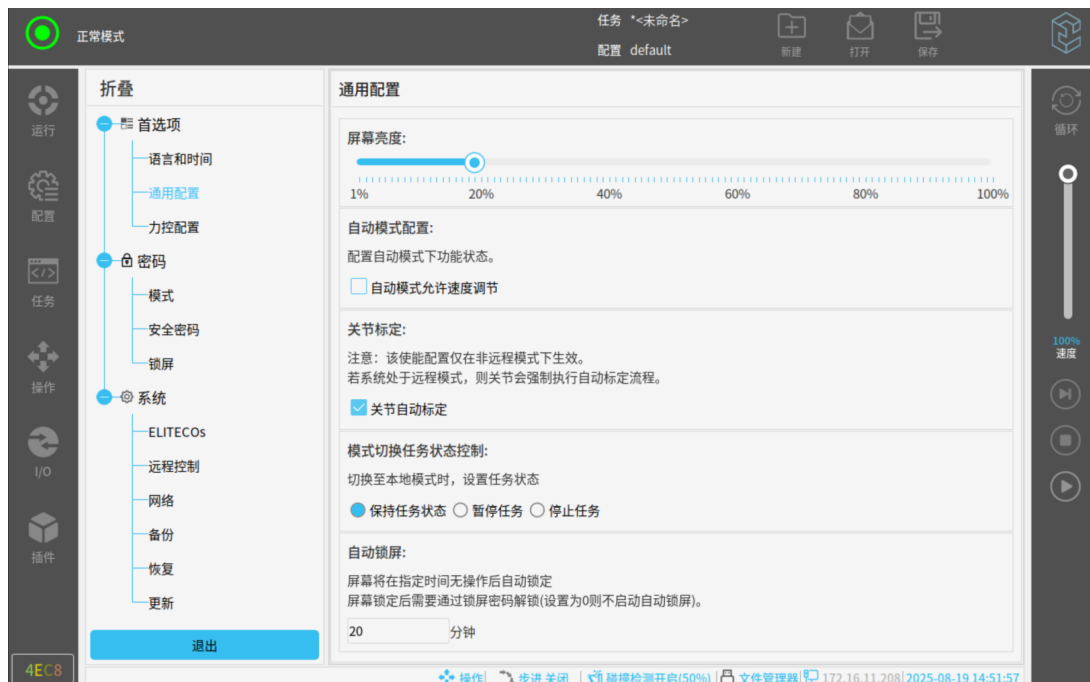 正常模式
任务 *<未命名>
配置 default
新建
打开
保存
运行
配置
任务
操作
I/O
插件
4EC8
折叠
首选项
语言和时间
通用配置
力控配置
密码
模式
安全密码
锁屏
系统
ELITECOs
远程控制
网络
备份
恢复
更新
退出
通用配置
屏幕亮度:
1% 20% 40% 60% 80% 100%
自动模式配置:
配置自动模式下功能状态。
自动模式允许速度调节
关节标定:
注意：该使能配置仅在非远程模式下生效。
若系统处于远程模式，则关节会强制执行自动标定流程。
关节自动标定
模式切换任务状态控制:
切换至本地模式时，设置任务状态
保持任务状态 暂停任务 停止任务
自动锁屏:
屏幕将在指定时间无操作后自动锁定
屏幕锁定后需要通过锁屏密码解锁(设置为0则不启动自动锁屏)。
20 分钟
循环
100%
速度
操作 步进 关闭 碰撞检测开启(50%) 文件管理器 172.16.11.208 2025-08-19 14:51:57